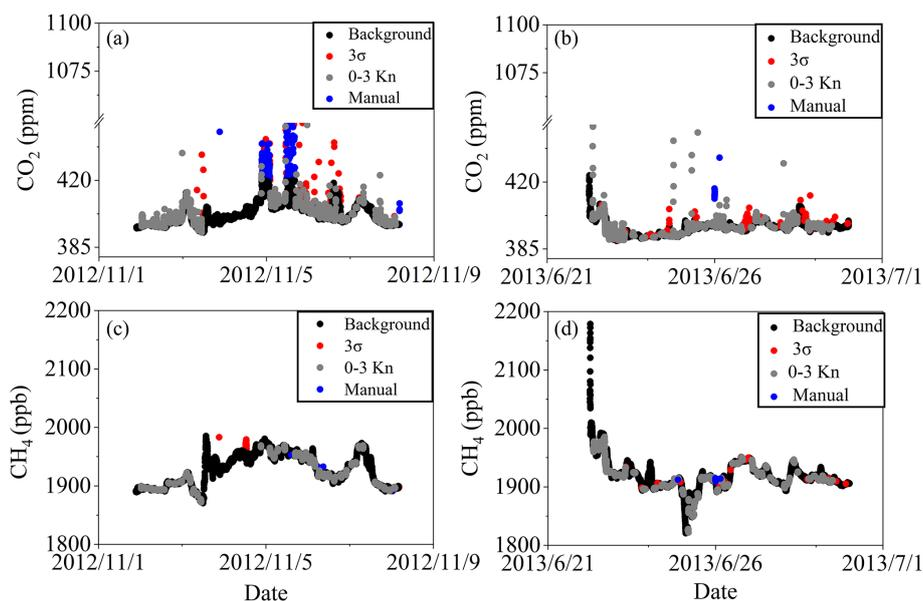 (a)
Background
3σ
0-3 Kn
Manual
1100
1075
420
385
CO2 (ppm)
2012/11/1
2012/11/5
2012/11/9
(b)
Background
3σ
0-3 Kn
Manual
1100
1075
420
385
CO2 (ppm)
2013/6/21
2013/6/26
2013/7/1
(c)
Background
3σ
0-3 Kn
Manual
2200
2100
2000
1900
1800
CH4 (ppb)
2012/11/1
2012/11/5
2012/11/9
Date
(d)
Background
3σ
0-3 Kn
Manual
2200
2100
2000
1900
1800
CH4 (ppb)
2013/6/21
2013/6/26
2013/7/1
Date